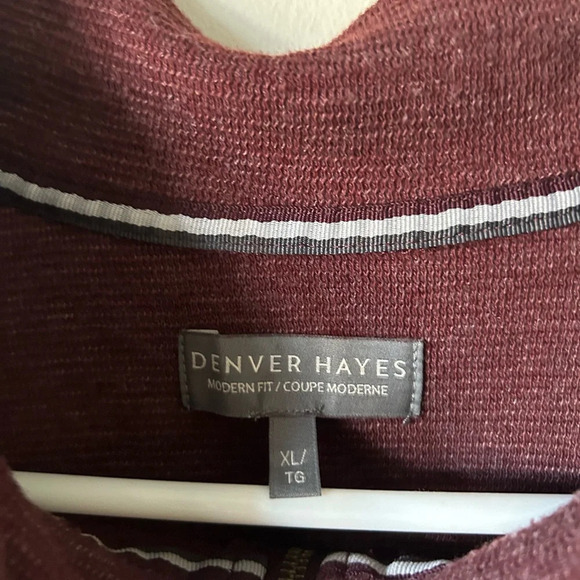 DENVER HAYES
MODERN FIT / COUPE MODERNE
XL/
TG